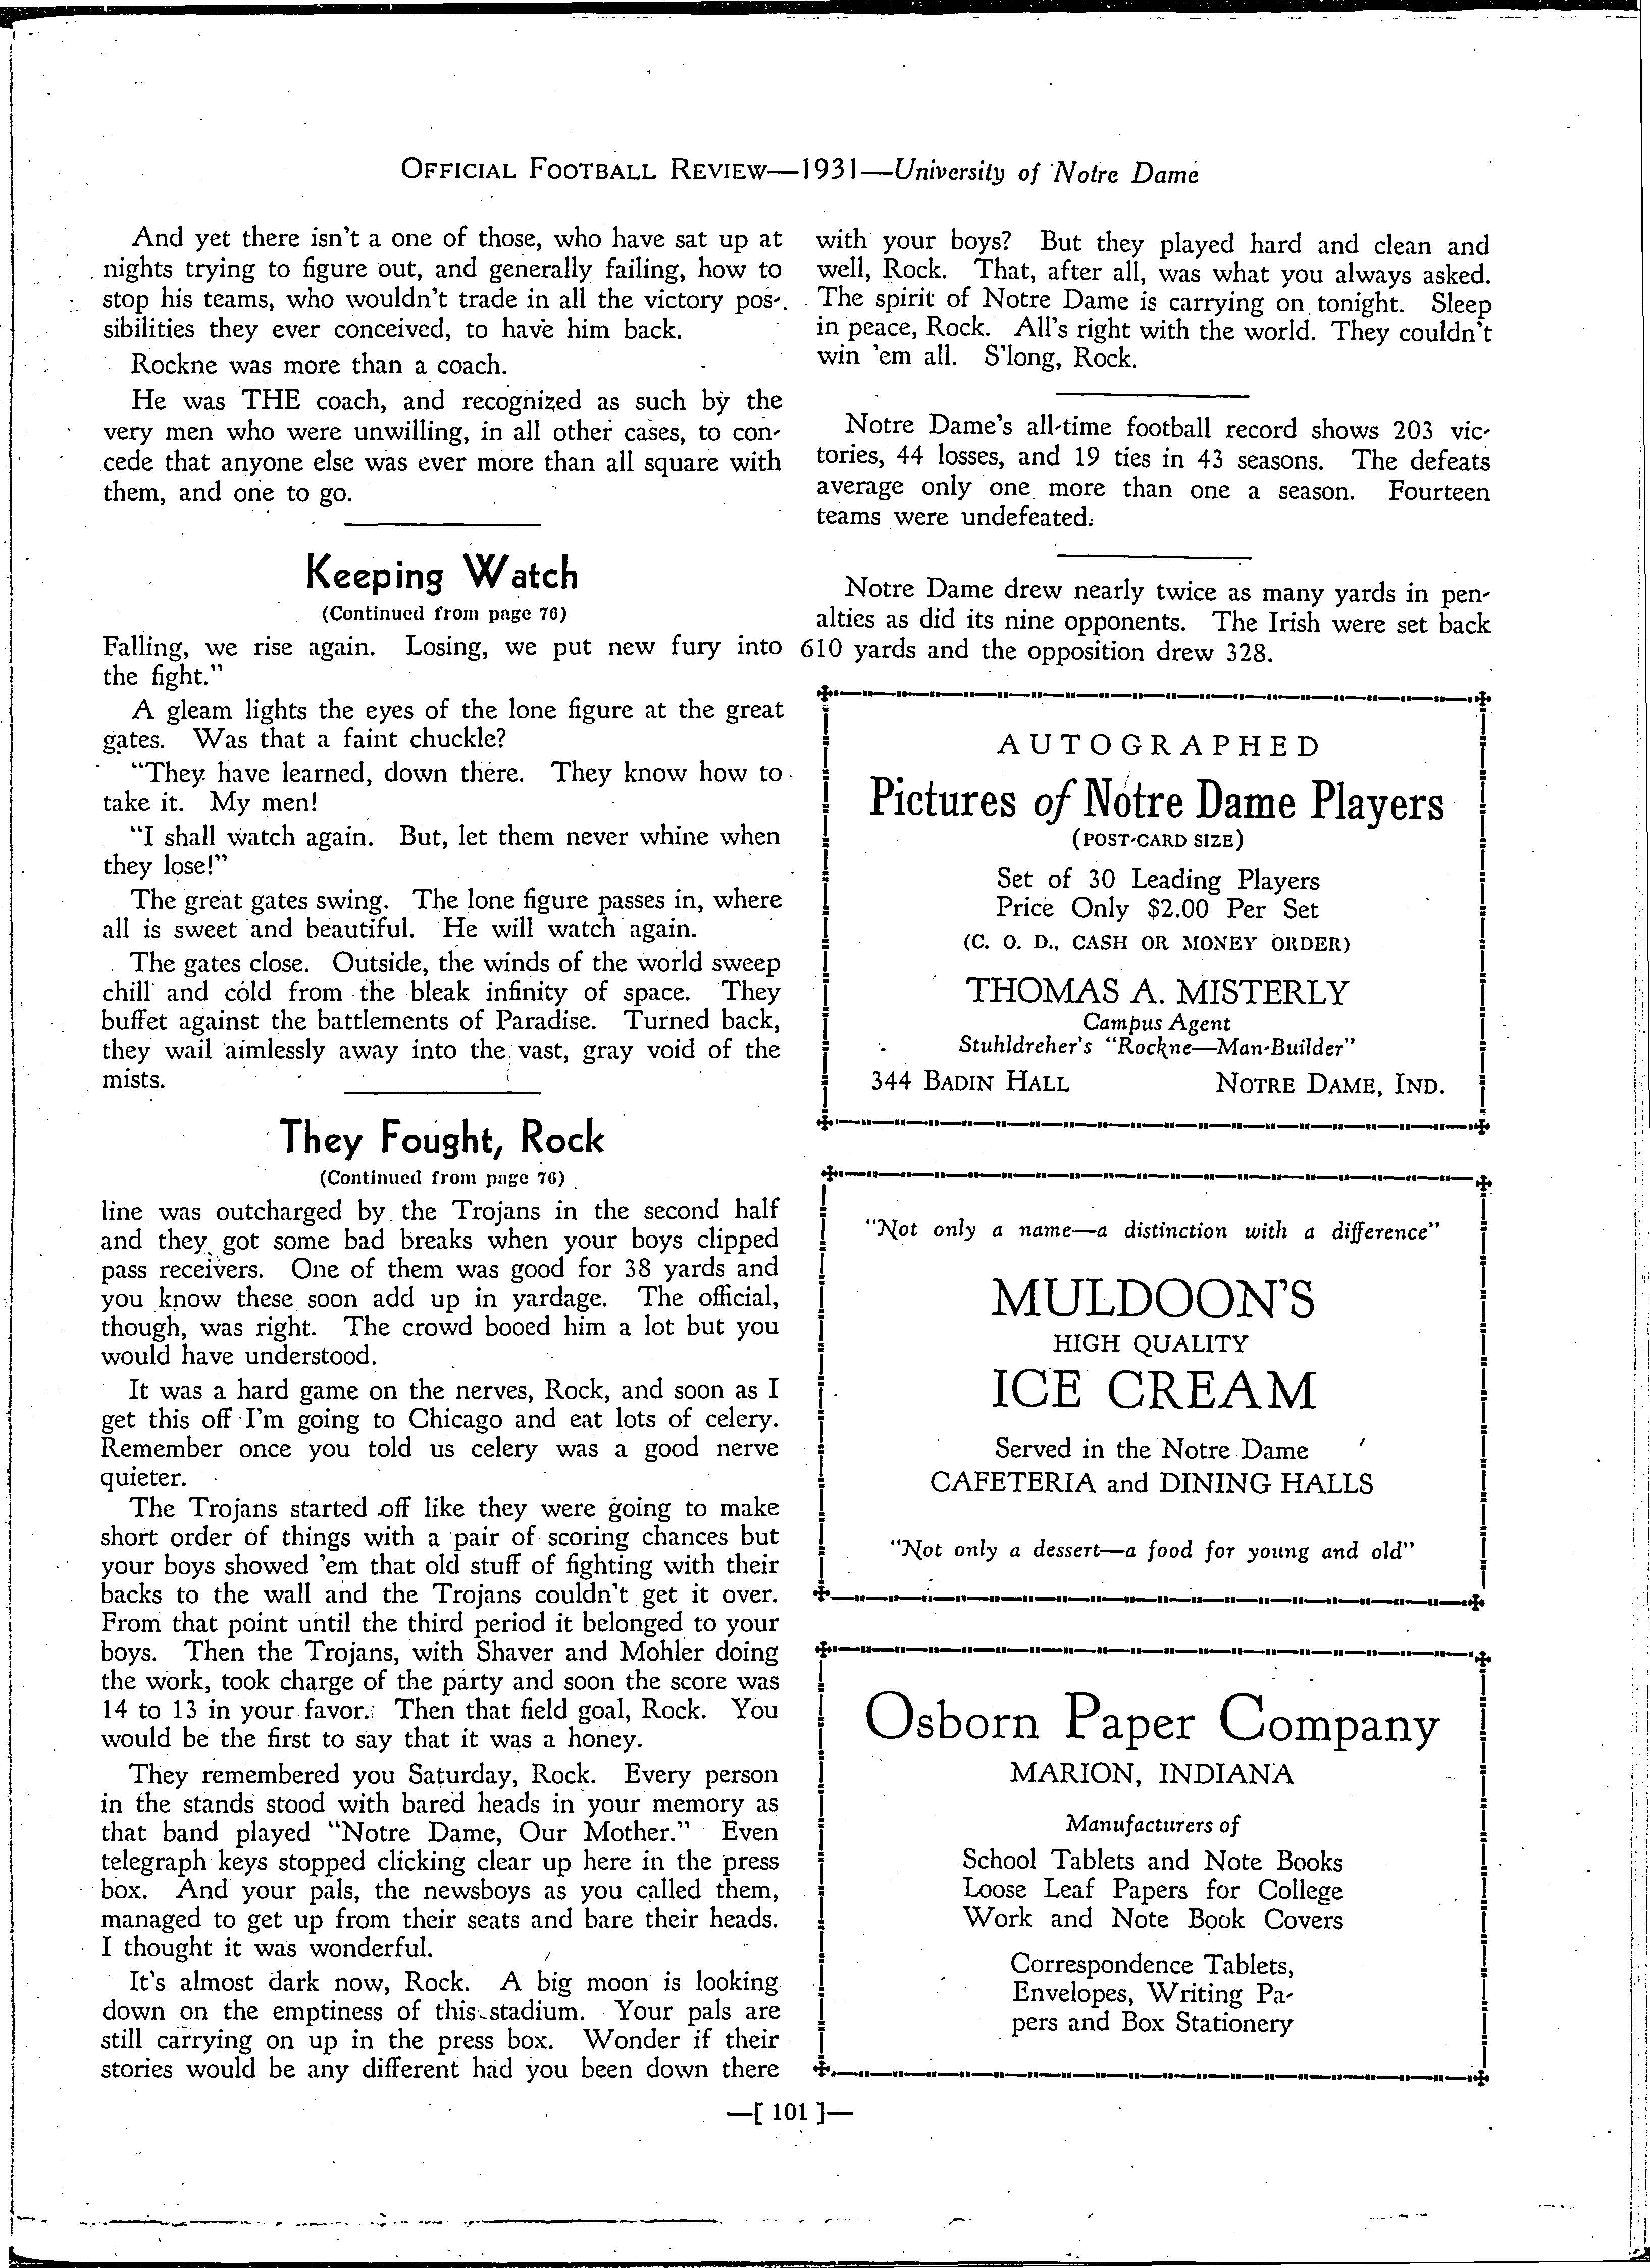 OFFICIAL FOOTBALL REVIEW—1931—University of Notre Dame
And yet there isn't a one of those, who have sat up at
nights trying to figure out, and generally failing, how to
stop his teams, who wouldn't trade in all the victory pos-
sibilities they ever conceived, to have him back.
Rockne was more than a coach.
He was THE coach, and recognized as such by the
very men who were unwilling, in all other cases, to con-
cede that anyone else was ever more than all square with
them, and one to go.
Keeping Watch
(Continued from page 76)
Falling, we rise again. Losing, we put new fury into
the fight."
A gleam lights the eyes of the lone figure at the great
gates. Was that a faint chuckle?
"They have learned, down there. They know how to
take it. My men!
"I shall watch again. But, let them never whine when
they lose!"
The great gates swing. The lone figure passes in, where
all is sweet and beautiful. He will watch again.
The gates close. Outside, the winds of the world sweep
chill and cold from the bleak infinity of space. They
buffet against the battlements of Paradise. Turned back,
they wail aimlessly away into the vast, gray void of the
mists.
They Fought, Rock
(Continued from page 76)
line was outcharged by the Trojans in the second half
and they got some bad breaks when your boys clipped
pass receivers. One of them was good for 38 yards and
you know these soon add up in yardage. The official,
though, was right. The crowd booed him a lot but you
would have understood.
It was a hard game on the nerves, Rock, and soon as I
get this off I'm going to Chicago and eat lots of celery.
Remember once you told us celery was a good nerve
quieter.
The Trojans started off like they were going to make
short order of things with a pair of scoring chances but
your boys showed 'em that old stuff of fighting with their
backs to the wall and the Trojans couldn't get it over.
From that point until the third period it belonged to your
boys. Then the Trojans, with Shaver and Mohler doing
the work, took charge of the party and soon the score was
14 to 13 in your favor. Then that field goal, Rock. You
would be the first to say that it was a honey.
They remembered you Saturday, Rock. Every person
in the stands stood with bared heads in your memory as
that band played "Notre Dame, Our Mother." Even
telegraph keys stopped clicking clear up here in the press
box. And your pals, the newsboys as you called them,
managed to get up from their seats and bare their heads.
I thought it was wonderful.
It's almost dark now, Rock. A big moon is looking
down on the emptiness of this stadium. Your pals are
still carrying on up in the press box. Wonder if their
stories would be any different had you been down there
with your boys? But they played hard and clean and
well, Rock. That, after all, was what you always asked.
The spirit of Notre Dame is carrying on tonight. Sleep
in peace, Rock. All's right with the world. They couldn't
win 'em all. S'long, Rock.
Notre Dame's all-time football record shows 203 vic-
tories, 44 losses, and 19 ties in 43 seasons. The defeats
average only one more than one a season. Fourteen
teams were undefeated.
Notre Dame drew nearly twice as many yards in pen-
alties as did its nine opponents. The Irish were set back
610 yards and the opposition drew 328.
AUTOGRAPHED
Pictures of Notre Dame Players
(POST-CARD SIZE)
Set of 30 Leading Players
Price Only $2.00 Per Set
(C. O. D., CASH OR MONEY ORDER)
THOMAS A. MISTERLY
Campus Agent
Stuhldreher's "Rockne—Man-Builder"
344 BADIN HALL NOTRE DAME, IND.
"Not only a name—a distinction with a difference"
MULDOON'S
HIGH QUALITY
ICE CREAM
Served in the Notre Dame
CAFETERIA and DINING HALLS
"Not only a dessert—a food for young and old"
Osborn Paper Company
MARION, INDIANA
Manufacturers of
School Tablets and Note Books
Loose Leaf Papers for College
Work and Note Book Covers
Correspondence Tablets,
Envelopes, Writing Pa-
pers and Box Stationery
—[ 101 ]—